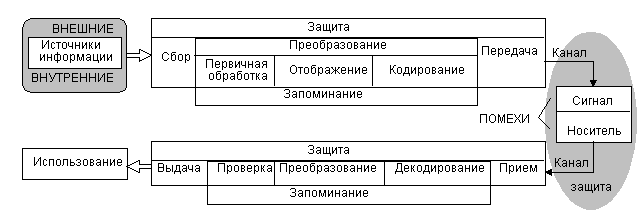 ВНЕШНИЕ
Источники
информации
ВНУТРЕННИЕ
Защита
Сбор
Преобразование
Передача
Первичная
обработка
Отображение
Кодирование
Запоминание
Канал
Сигнал
Носитель
ПОМЕХИ
Канал
защита
Защита
Использование
Выдача
Проверка
Преобразование
Декодирование
Прием
Запоминание